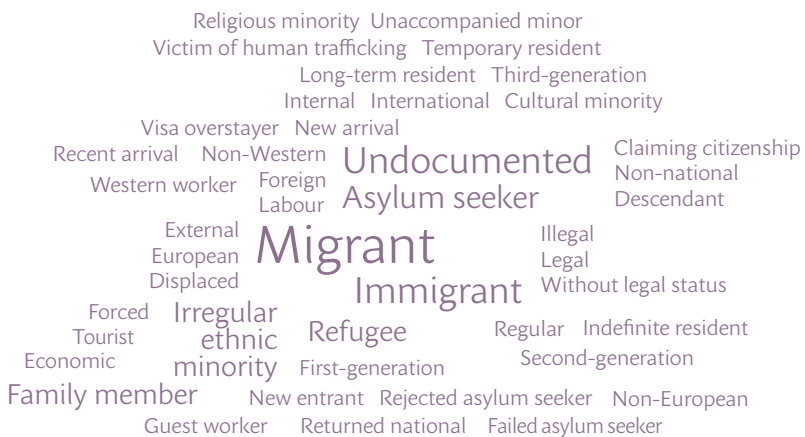 Religious minority Unaccompanied minor
Victim of human trafficking Temporary resident
Long-term resident Third-generation
Internal International Cultural minority
Visa overstayer New arrival
Recent arrival Non-Western Undocumented Claiming citizenship
Western worker Foreign Non-national
Labour Asylum seeker Descendant
External Migrant Illegal
European Legal
Displaced Immigrant Without legal status
Forced Irregular
Tourist ethnic Refugee Regular Indefinite resident
Economic minority First-generation Second-generation
Family member New entrant Rejected asylum seeker Non-European
Guest worker Returned national Failed asylum seeker